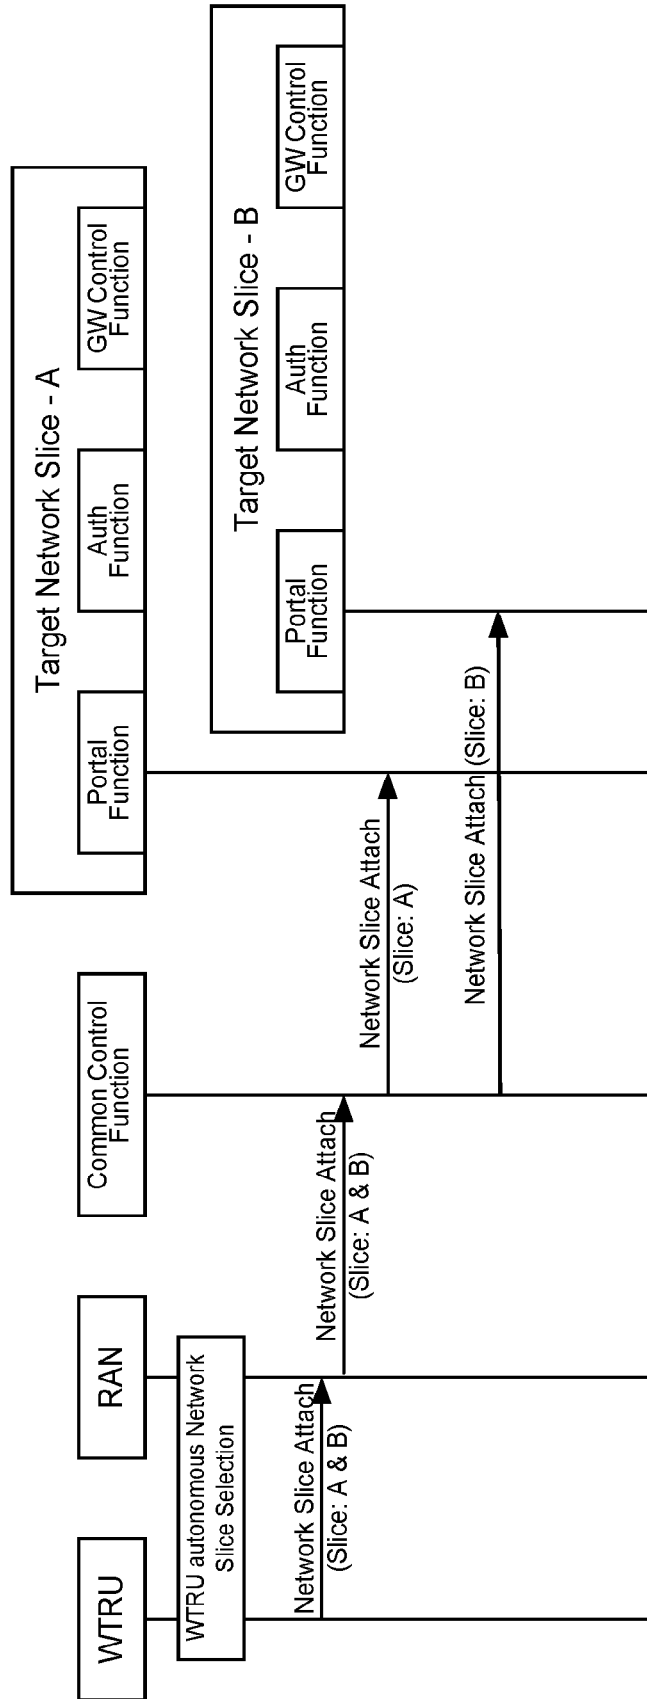 WTRU
RAN
Common Control
Function
Target Network Slice - A
Portal
Function
Auth
Function
GW Control
Function
Target Network Slice - B
Portal
Function
Auth
Function
GW Control
Function
WTRU autonomous Network
Slice Selection
Network Slice Attach
(Slice: A & B)
Network Slice Attach
(Slice: A & B)
Network Slice Attach
(Slice: A)
Network Slice Attach (Slice: B)